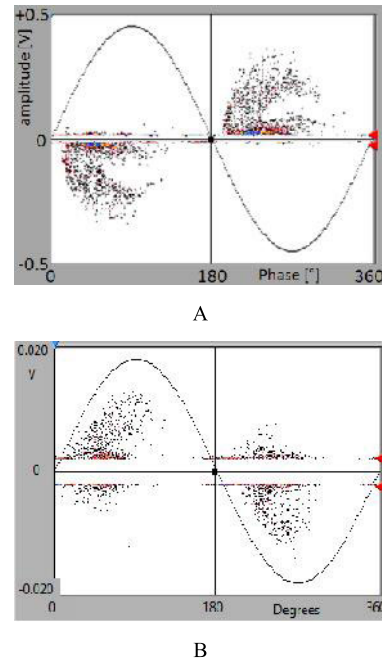 +0.5
amplitude [V]
0
-0.5
0 180 Phase [°] 360
A
0.020
V
0
-0.020
0 180 Degrees 360
B